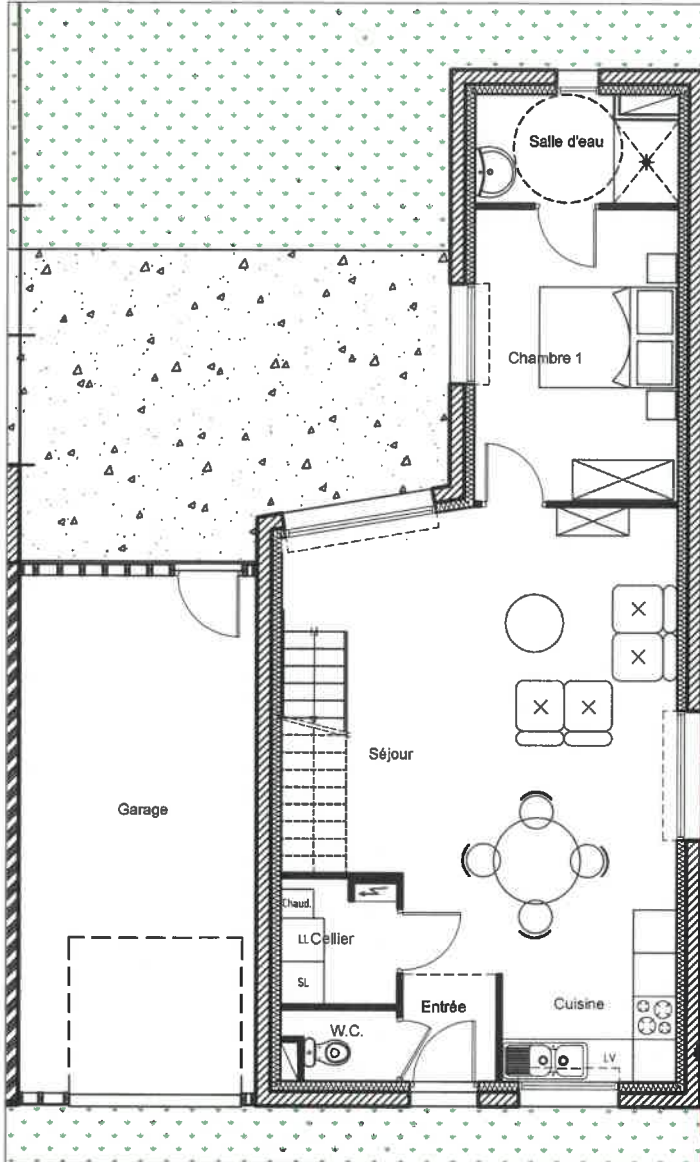 Salle d'eau
Chambre 1
Séjour
Garage
Chaud.
LL Cellier
SL
Entrée
Cuisine
W.C.
LV